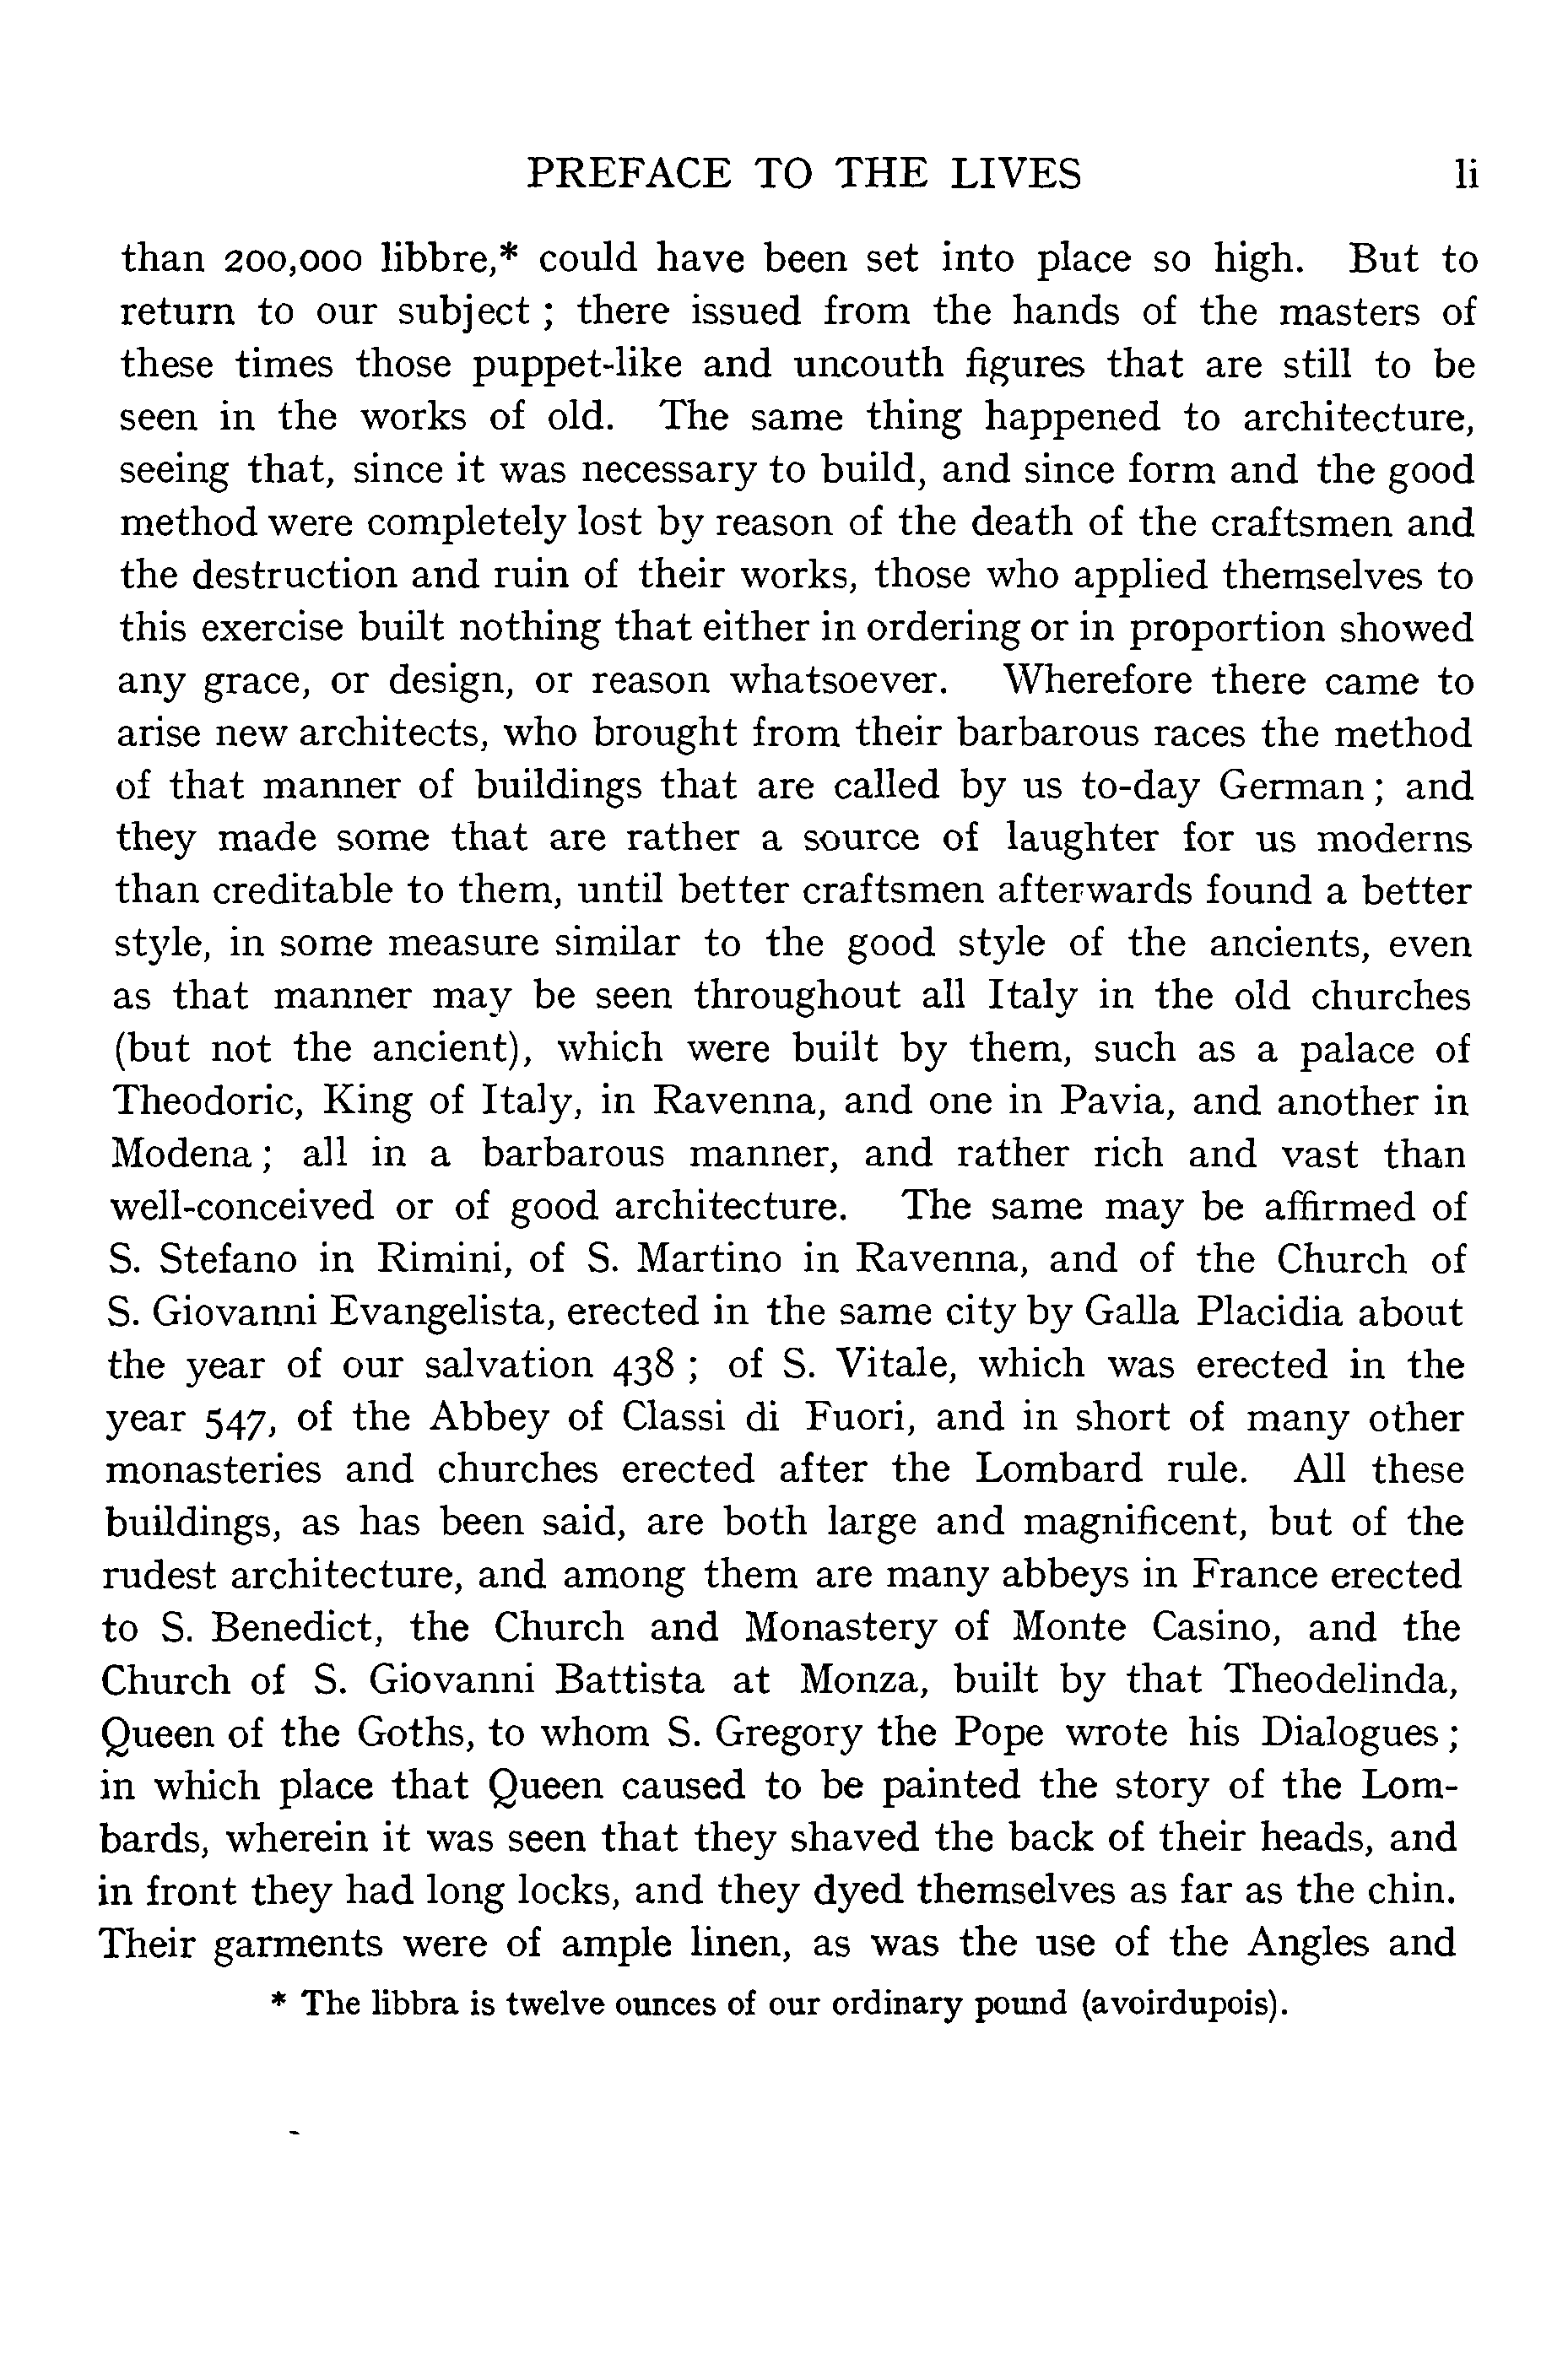 PREFACE TO THE LIVES li
than 200,000 libbre,* could have been set into place so high. But to
return to our subject ; there issued from the hands of the masters of
these times those puppet-like and uncouth figures that are still to be
seen in the works of old. The same thing happened to architecture,
seeing that, since it was necessary to build, and since form and the good
method were completely lost by reason of the death of the craftsmen and
the destruction and ruin of their works, those who applied themselves to
this exercise built nothing that either in ordering or in proportion showed
any grace, or design, or reason whatsoever. Wherefore there came to
arise new architects, who brought from their barbarous races the method
of that manner of buildings that are called by us to-day German ; and
they made some that are rather a source of laughter for us moderns
than creditable to them, until better craftsmen afterwards found a better
style, in some measure similar to the good style of the ancients, even
as that manner may be seen throughout all Italy in the old churches
(but not the ancient), which were built by them, such as a palace of
Theodoric, King of Italy, in Ravenna, and one in Pavia, and another in
Modena ; all in a barbarous manner, and rather rich and vast than
well-conceived or of good architecture. The same may be affirmed of
S. Stefano in Rimini, of S. Martino in Ravenna, and of the Church of
S. Giovanni Evangelista, erected in the same city by Galla Placidia about
the year of our salvation 438 ; of S. Vitale, which was erected in the
year 547, of the Abbey of Classi di Fuori, and in short of many other
monasteries and churches erected after the Lombard rule. All these
buildings, as has been said, are both large and magnificent, but of the
rudest architecture, and among them are many abbeys in France erected
to S. Benedict, the Church and Monastery of Monte Casino, and the
Church of S. Giovanni Battista at Monza, built by that Theodelinda,
Queen of the Goths, to whom S. Gregory the Pope wrote his Dialogues ;
in which place that Queen caused to be painted the story of the Lom-
bards, wherein it was seen that they shaved the back of their heads, and
in front they had long locks, and they dyed themselves as far as the chin.
Their garments were of ample linen, as was the use of the Angles and
* The libbra is twelve ounces of our ordinary pound (avoirdupois).